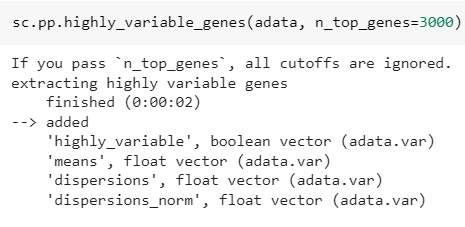 sc.pp.highly_variable_genes(adata, n_top_genes=3000)
If you pass `n_top_genes`, all cutoffs are ignored.
extracting highly variable genes
    finished (0:00:02)
--> added
    'highly_variable', boolean vector (adata.var)
    'means', float vector (adata.var)
    'dispersions', float vector (adata.var)
    'dispersions_norm', float vector (adata.var)